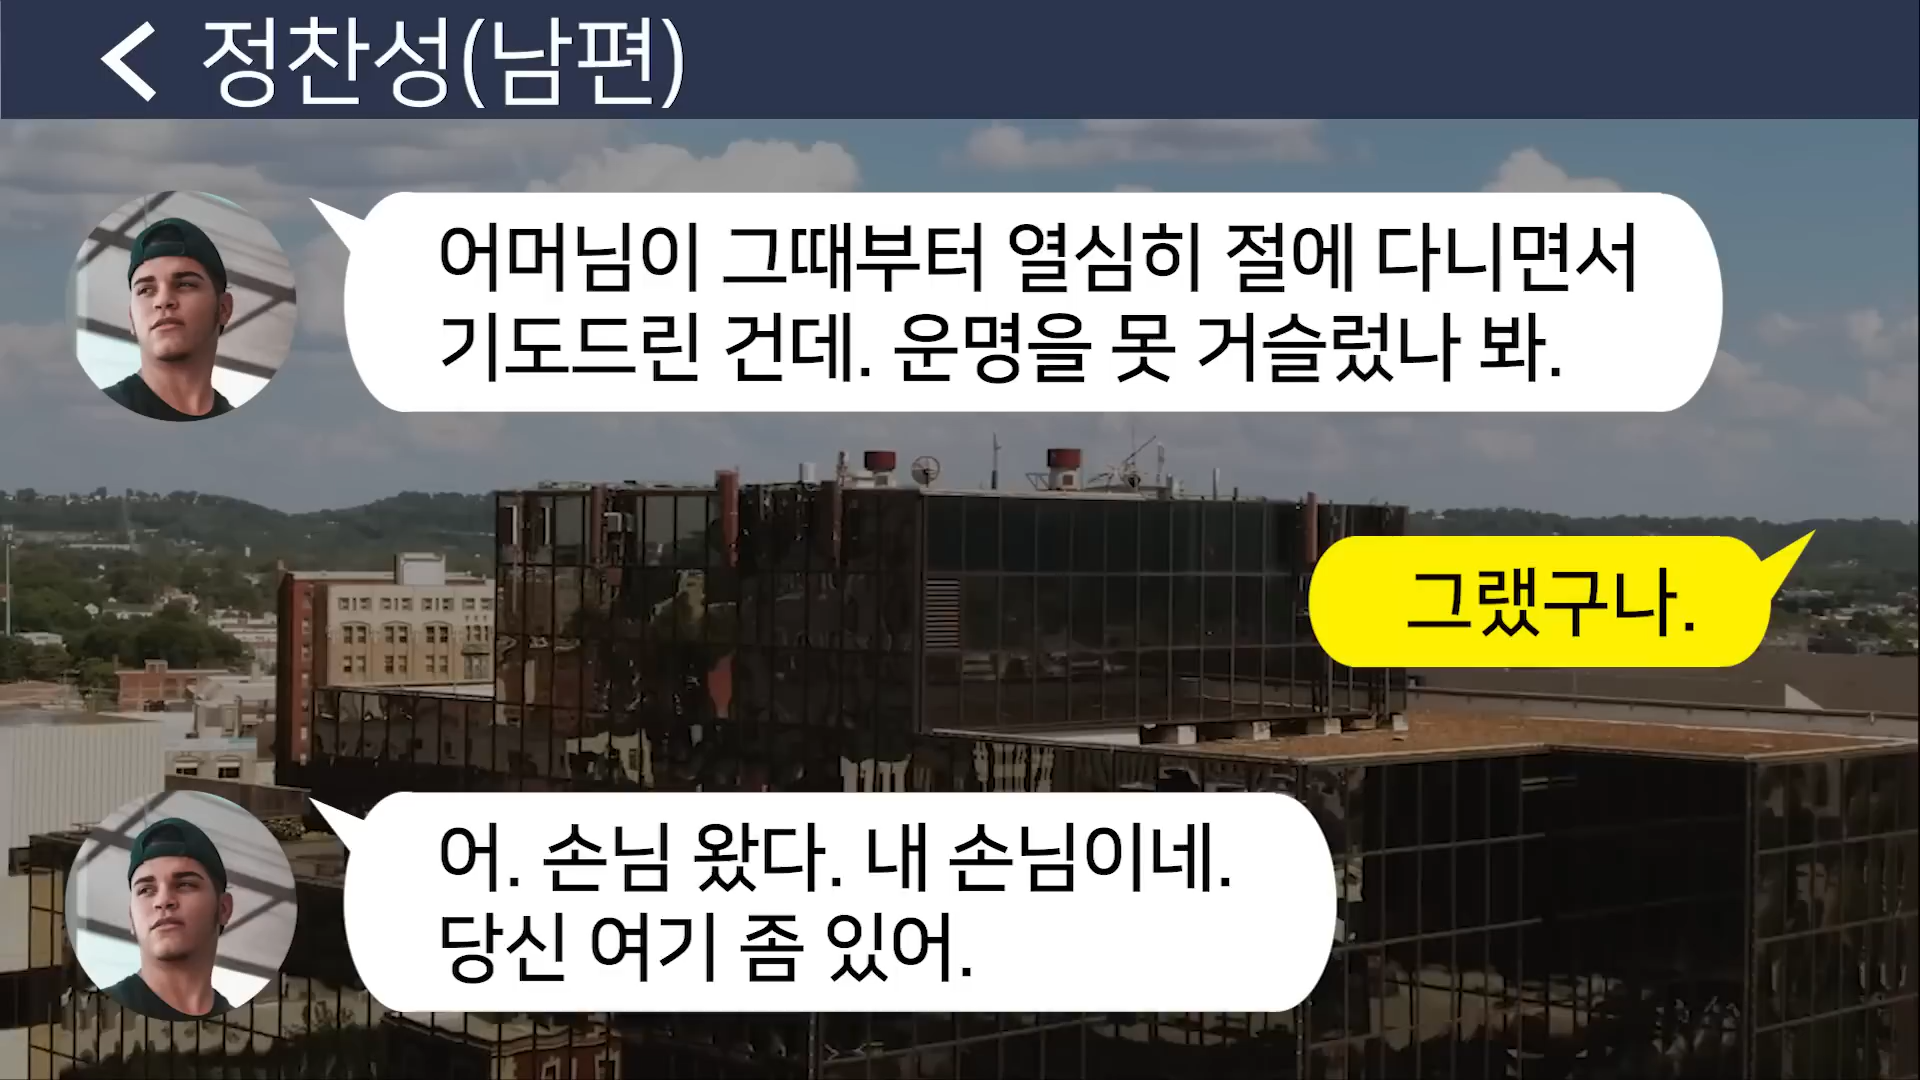 정찬성(남편)
어머님이 그때부터 열심히 절에 다니면서
기도드린 건데. 운명을 못 거슬렀나 봐.
그랬구나.
어. 손님 왔다. 내 손님이네.
당신 여기 좀 있어.